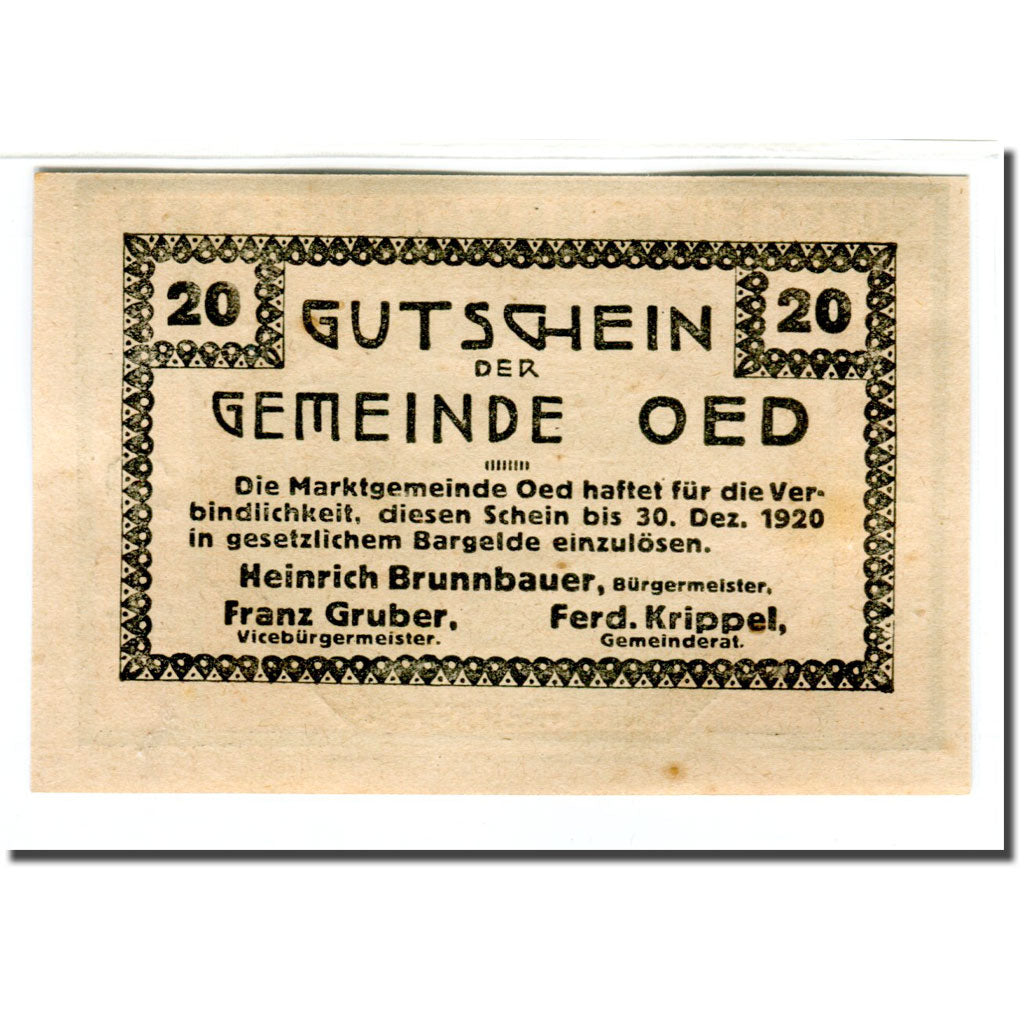 20 GUTSCHEIN 20
DER
GEMEINDE OED
Die Marktgemeinde Oed haftet für die Ver-
bindlichkeit, diesen Schein bis 30. Dez. 1920
in gesetzlichem Bargelde einzulösen.
Heinrich Brunnbauer, Bürgermeister,
Franz Gruber, Ferd. Krippel,
Vicebürgermeister. Gemeinderat.